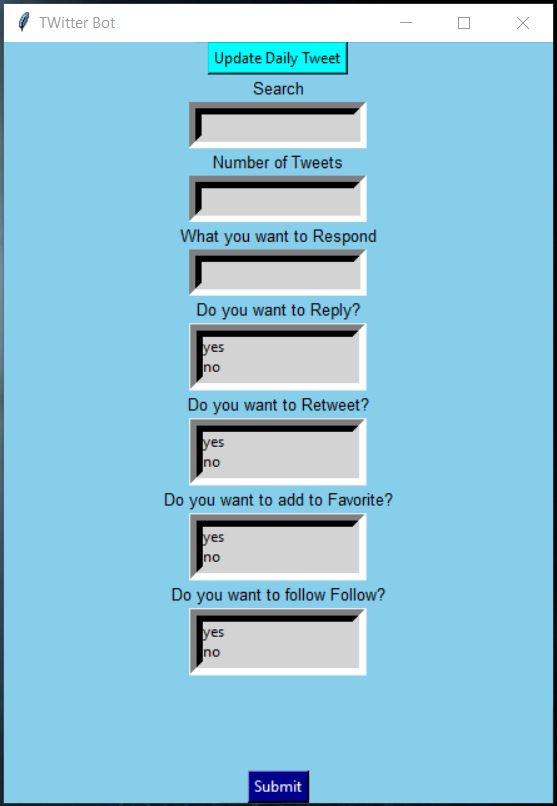 TWitter Bot
Update Daily Tweet
Search
Number of Tweets
What you want to Respond
Do you want to Reply?
yes
no
Do you want to Retweet?
yes
no
Do you want to add to Favorite?
yes
no
Do you want to follow Follow?
yes
no
Submit